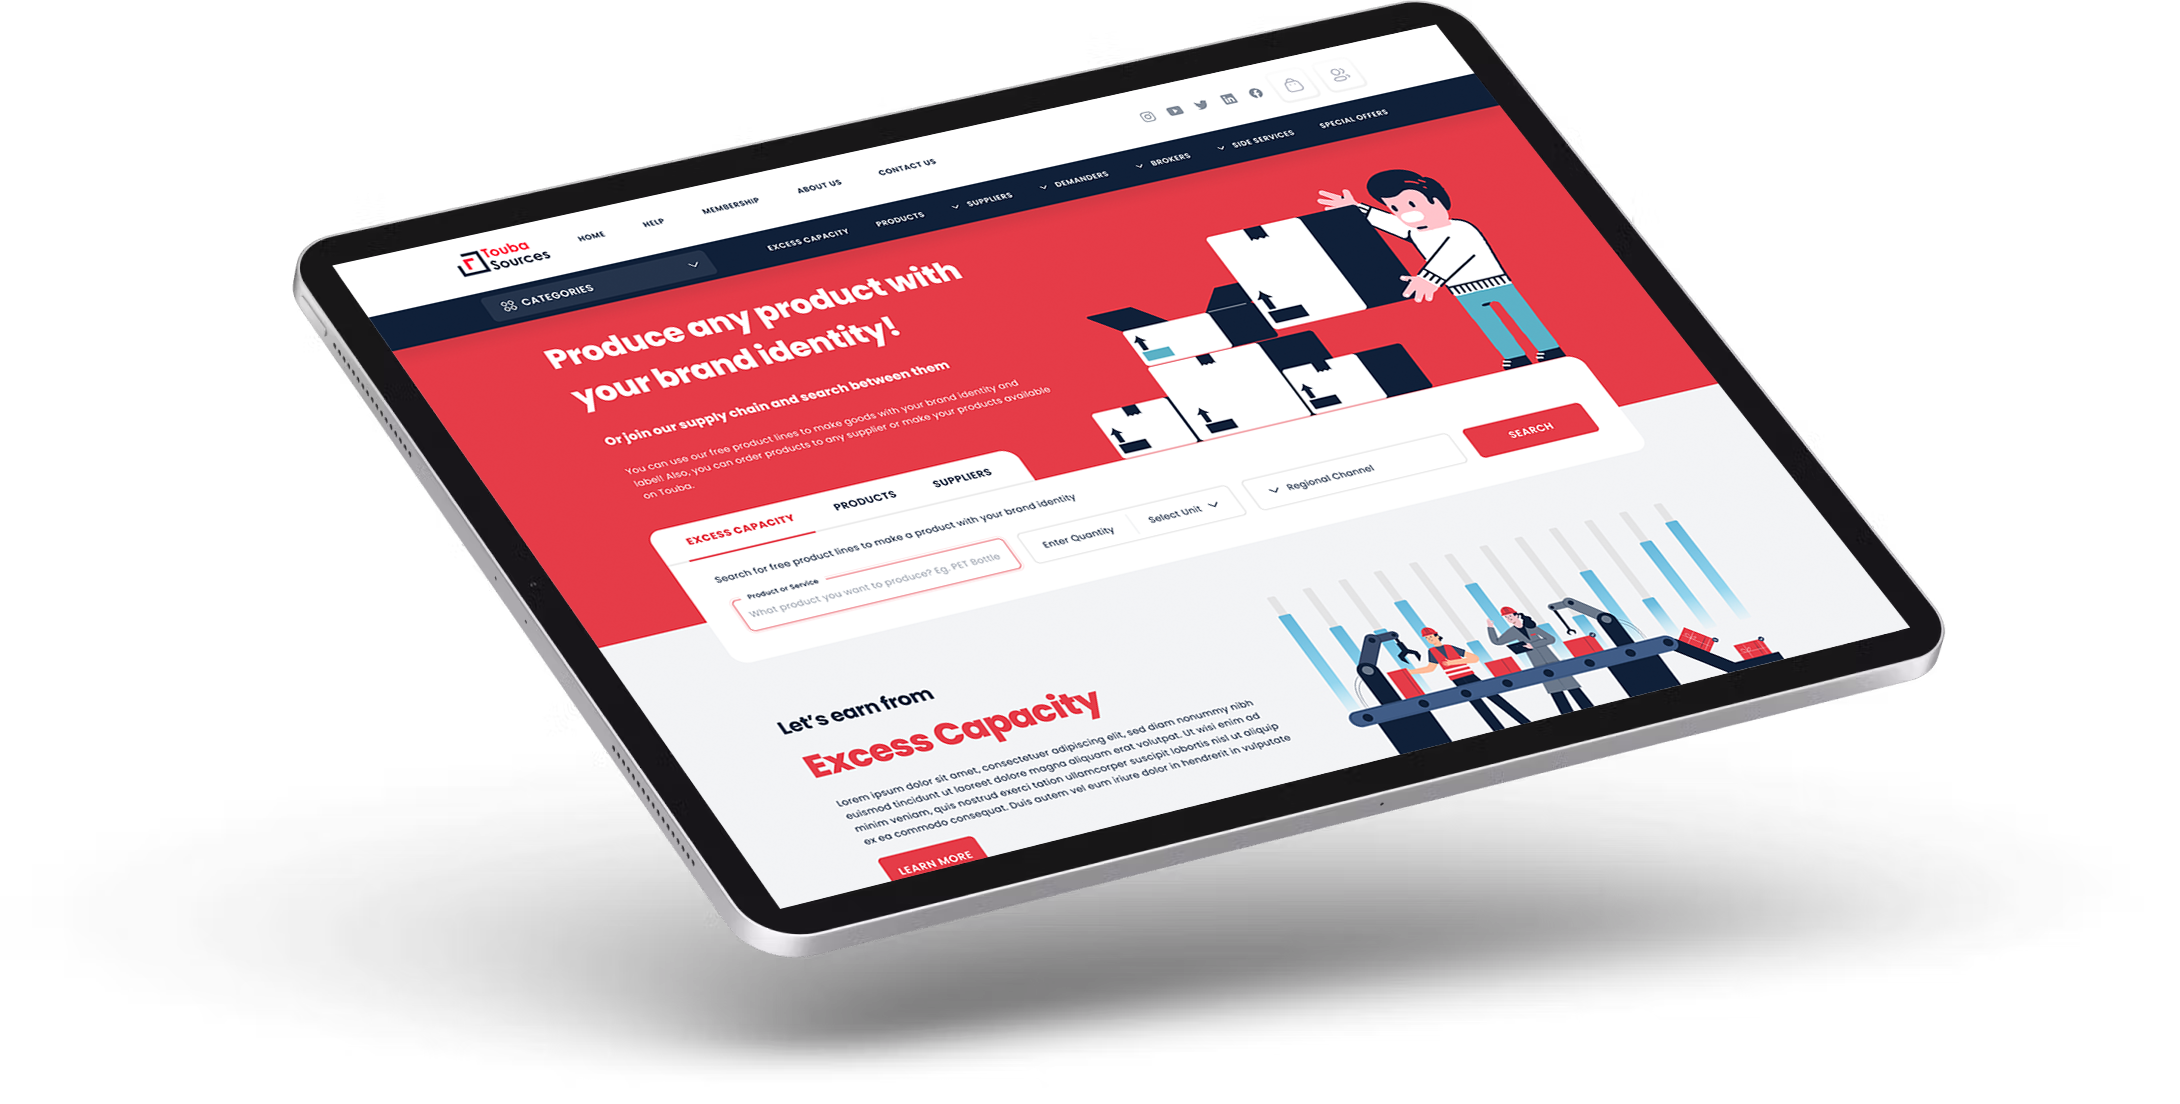 Touba
Sources
HOME
HELP
MEMBERSHIP
ABOUT US
CONTACT US
CATEGORIES
EXCESS CAPACITY
PRODUCTS
SUPPLIERS
DEMANDERS
BROKERS
SIDE SERVICES
SPECIAL OFFERS
Produce any product with
your brand identity!
Or join our supply chain and search between them
You can use our free product lines to make goods with your brand identity and
label! Also, you can order products to any supplier or make your products available
on Touba.
EXCESS CAPACITY
PRODUCTS
SUPPLIERS
Search for free product lines to make a product with your brand identity
Product or Service
What product you want to produce? Eg. PET Bottle
Enter Quantity
Select Unit
Regional Channel
SEARCH
Let's earn from
Excess Capacity
Lorem ipsum dolor sit amet, consectetuer adipiscing elit, sed diam nonummy nibh
euismod tincidunt ut laoreet dolore magna aliquam erat volutpat. Ut wisi enim ad
minim veniam, quis nostrud exerci tation ullamcorper suscipit lobortis nisl ut aliquip
ex ea commodo consequat. Duis autem vel eum iriure dolor in hendrerit in vulputate
LEARN MORE